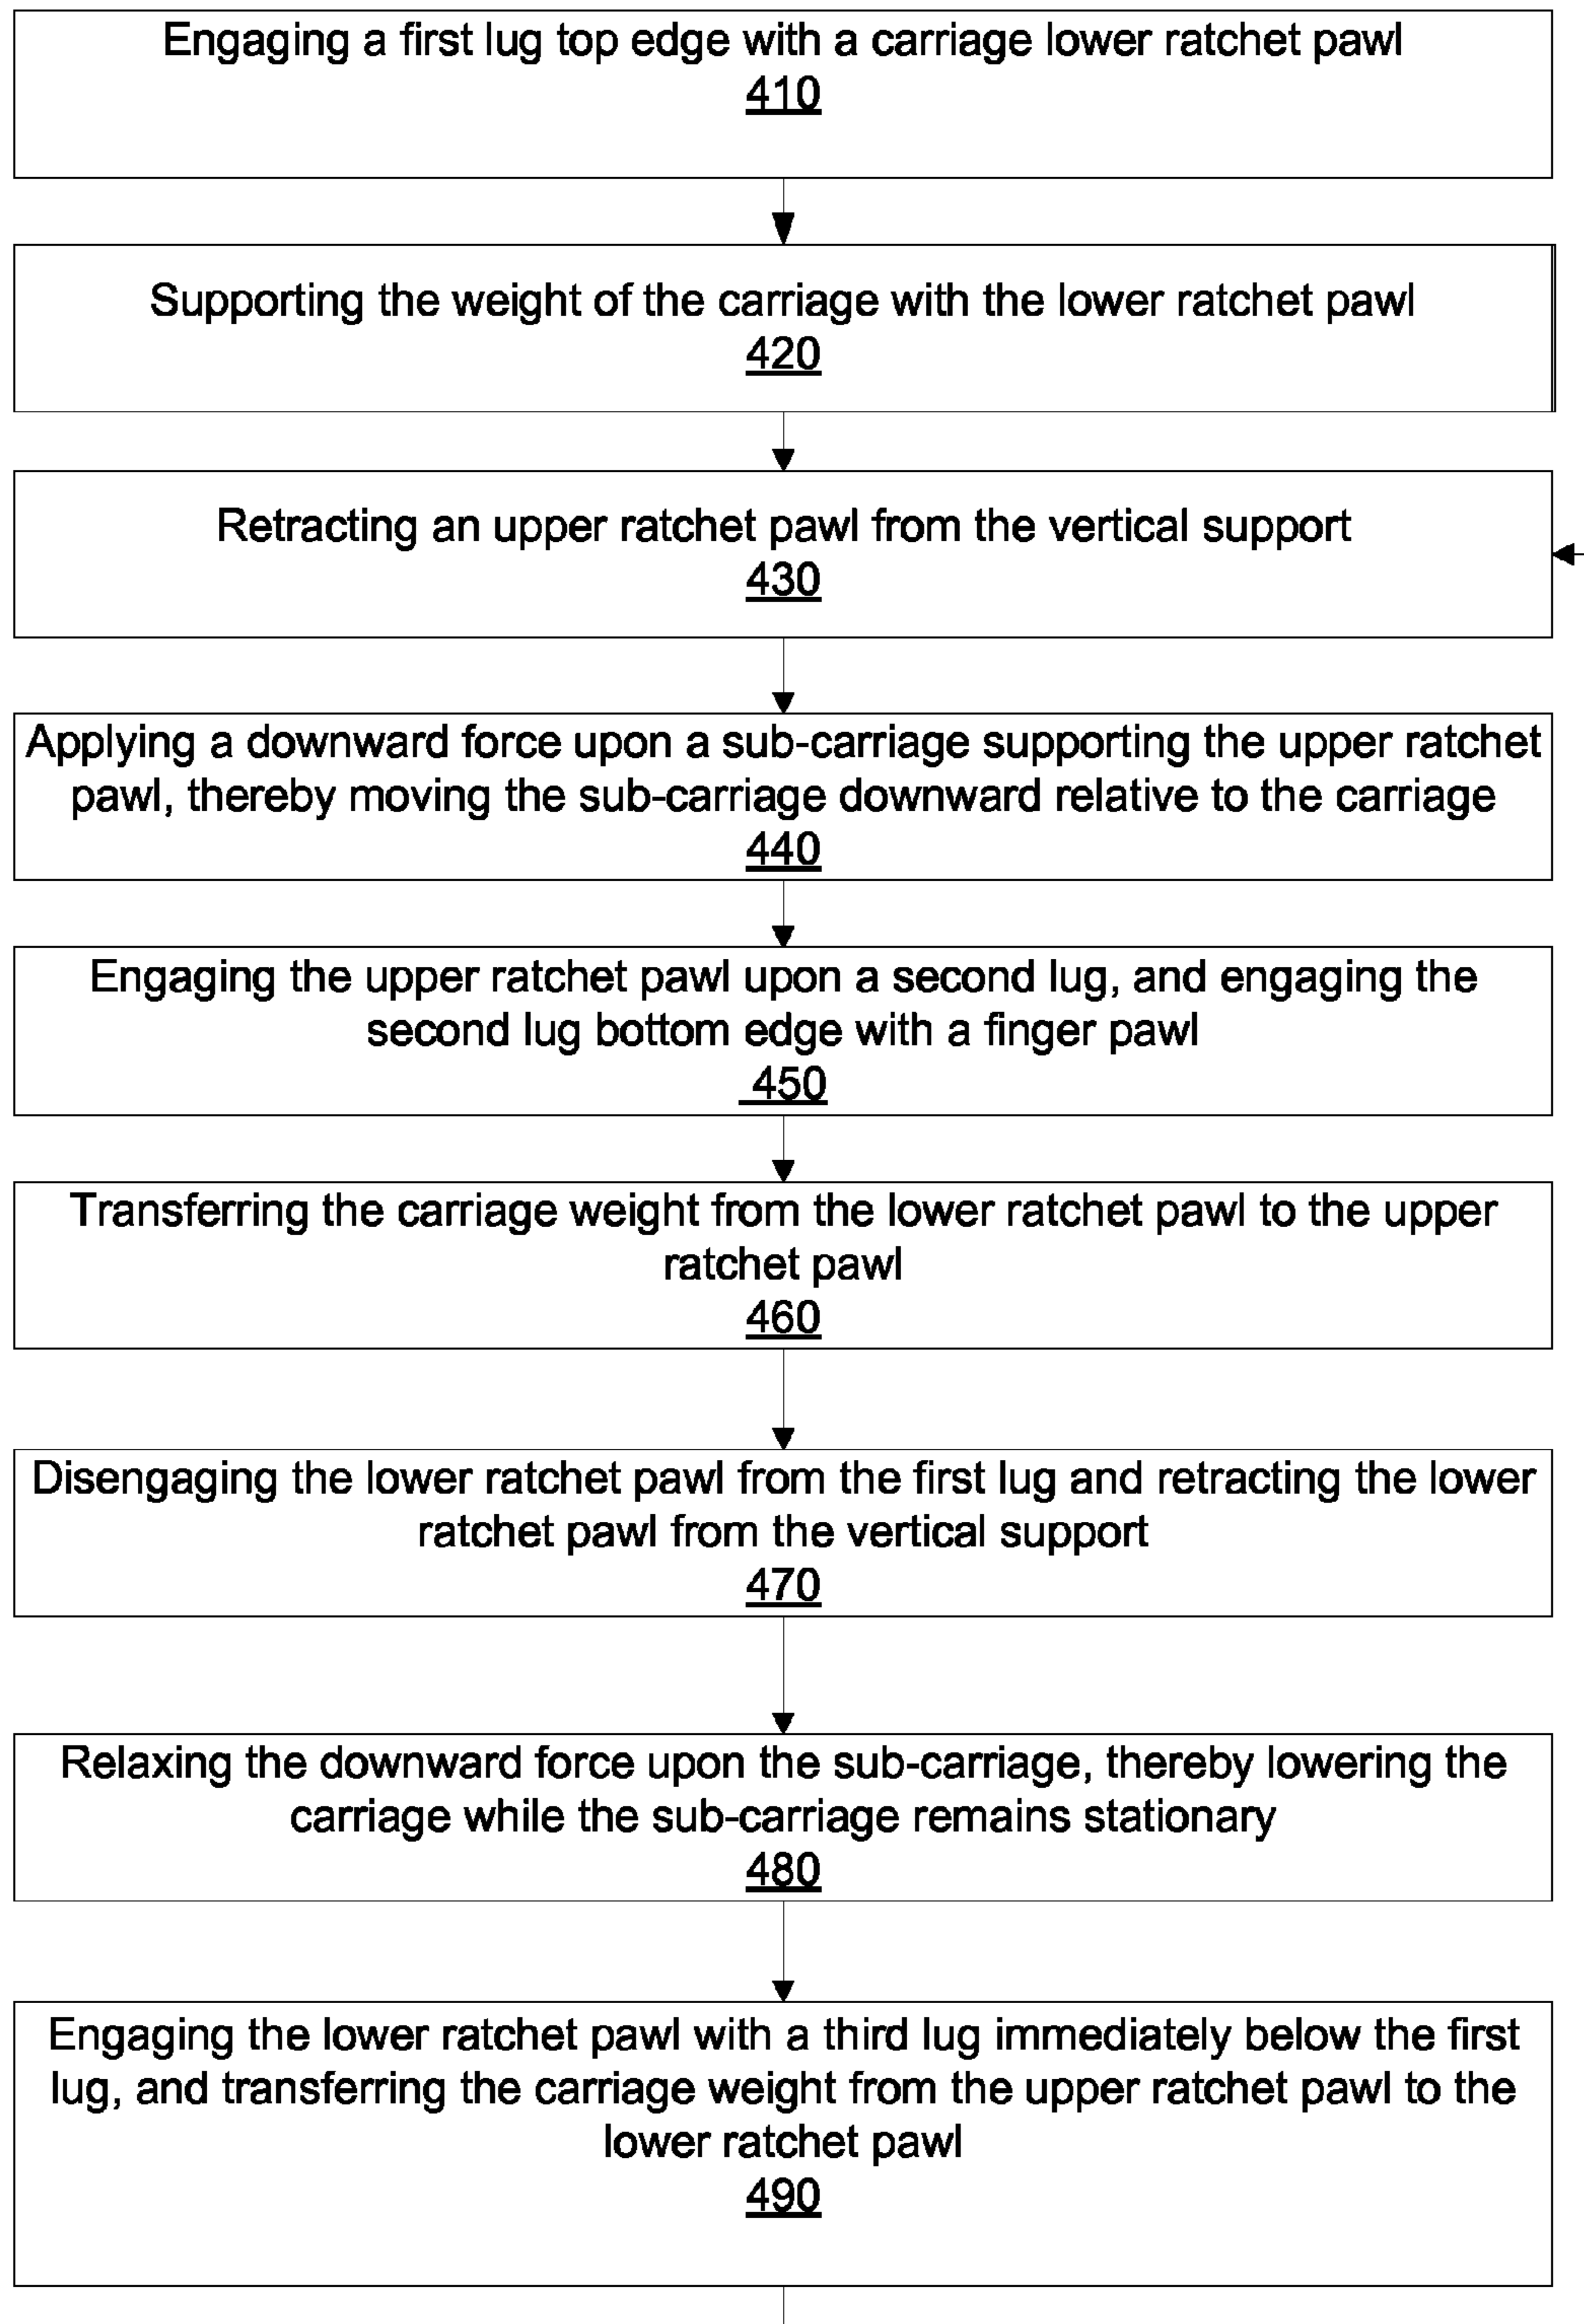 Engaging a first lug top edge with a carriage lower ratchet pawl
410
Supporting the weight of the carriage with the lower ratchet pawl
420
Retracting an upper ratchet pawl from the vertical support
430
Applying a downward force upon a sub-carriage supporting the upper ratchet
pawl, thereby moving the sub-carriage downward relative to the carriage
440
Engaging the upper ratchet pawl upon a second lug, and engaging the
second lug bottom edge with a finger pawl
450
Transferring the carriage weight from the lower ratchet pawl to the upper
ratchet pawl
460
Disengaging the lower ratchet pawl from the first lug and retracting the lower
ratchet pawl from the vertical support
470
Relaxing the downward force upon the sub-carriage, thereby lowering the
carriage while the sub-carriage remains stationary
480
Engaging the lower ratchet pawl with a third lug immediately below the first
lug, and transferring the carriage weight from the upper ratchet pawl to the
lower ratchet pawl
490